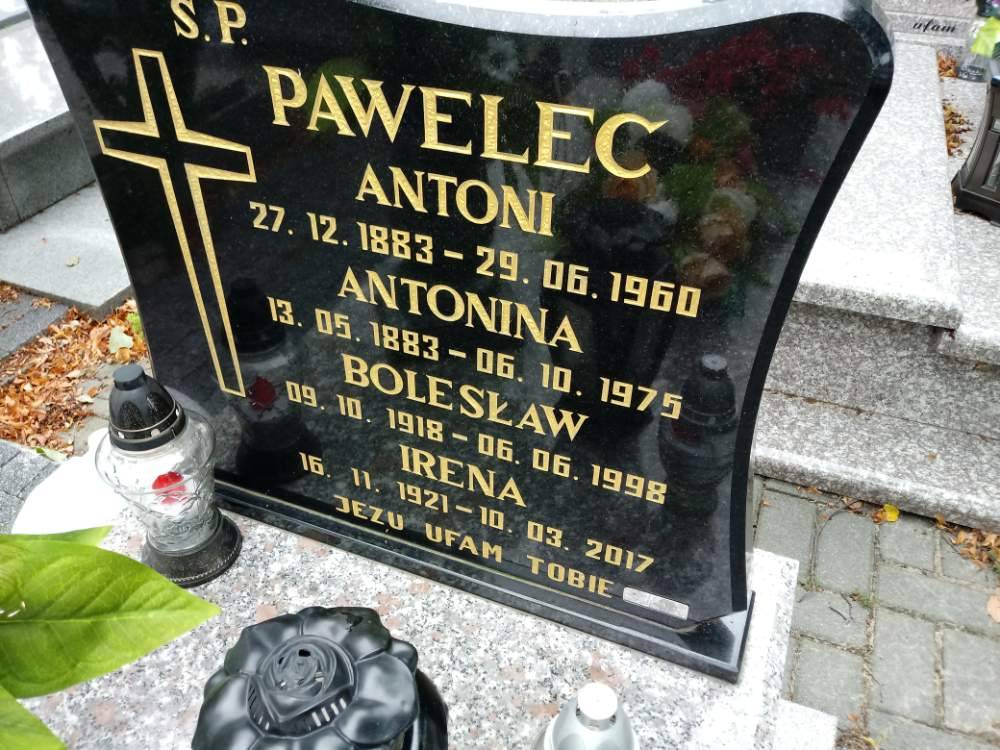 S.P.
PAWELEC
ANTONI
27. 12. 1883 - 29. 06. 1960
ANTONINA
13. 05. 1883 - 06. 10. 1975
BOLESŁAW
09. 10. 1918 - 06. 06. 1998
IRENA
16. 11. 1921 - 10. 03. 2017
JEZU UFAM TOBIE
ufam